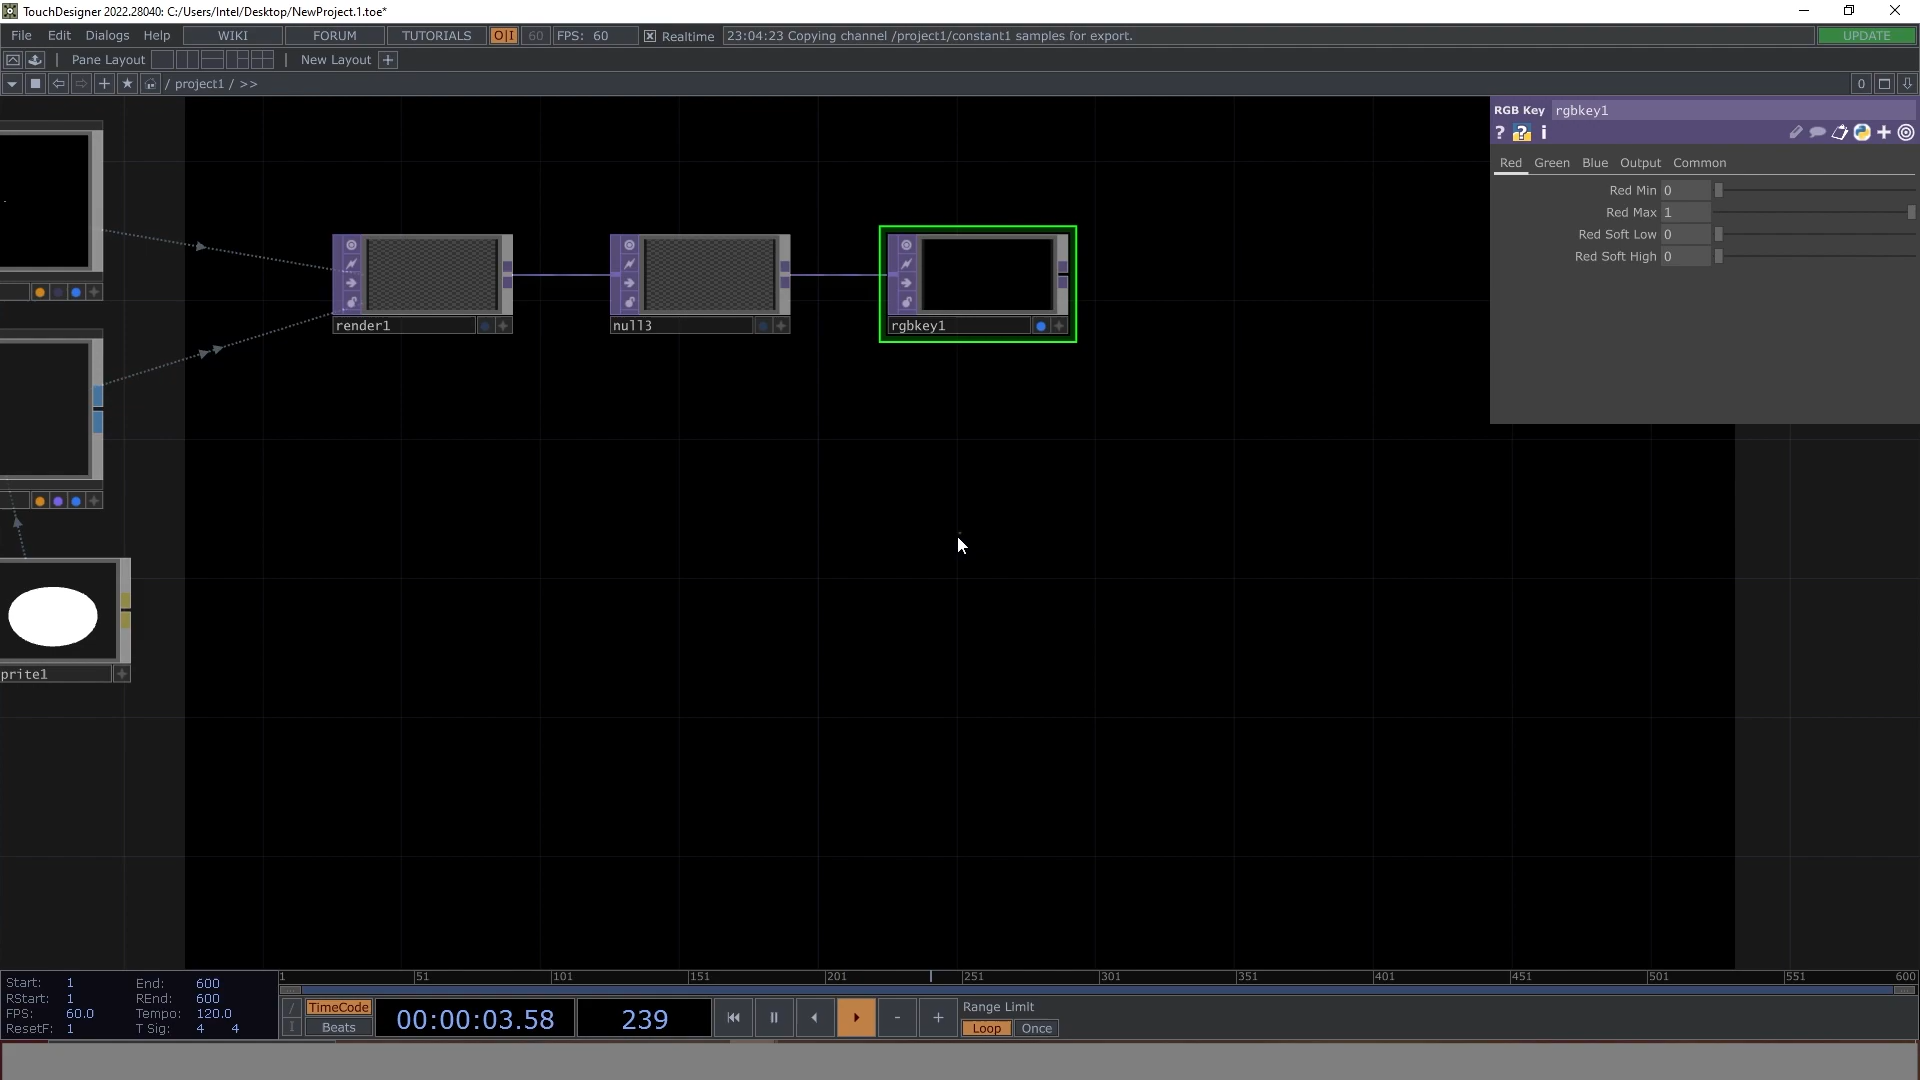 TouchDesigner 2022.28040: C:/Users/Intel/Desktop/NewProject.1.toe*
File Edit Dialogs Help WIKI FORUM TUTORIALS O|I 60 FPS: 60 Realtime 23:04:23 Copying channel /project1/constant1 samples for export. UPDATE
Pane Layout New Layout +
/ project1 / >> 0
RGB Key rgbkey1
? ? i
Red Green Blue Output Common
Red Min 0
Red Max 1
Red Soft Low 0
Red Soft High 0
render1 null3 rgbkey1
prite1
1 51 101 151 201 251 301 351 401 451 501 551 600
Start: 1 End: 600
RStart: 1 REnd: 600
FPS: 60.0 Tempo: 120.0
ResetF: 1 T Sig: 4 4
/ TimeCode
I Beats
00:00:03.58 239 - +
Range Limit
Loop Once